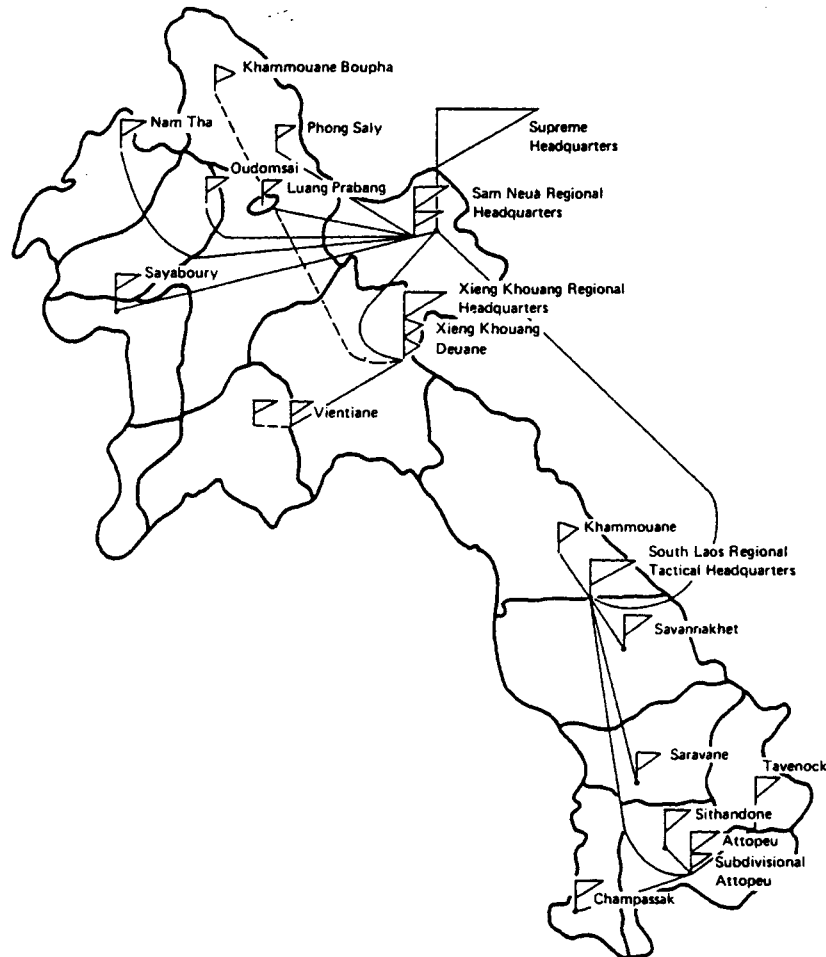 Khammouane Boupha
Nam Tha
Phong Saly
Supreme
Headquarters
Oudomsai
Luang Prabang
Sam Neua Regional
Headquarters
Sayaboury
Xieng Khouang Regional
Headquarters
Xieng Khouang
Deuane
Vientiane
Khammouane
South Laos Regional
Tactical Headquarters
Savannakhet
Saravane
Tavenock
Sithandone
Attopeu
Subdivisional
Attopeu
Champassak